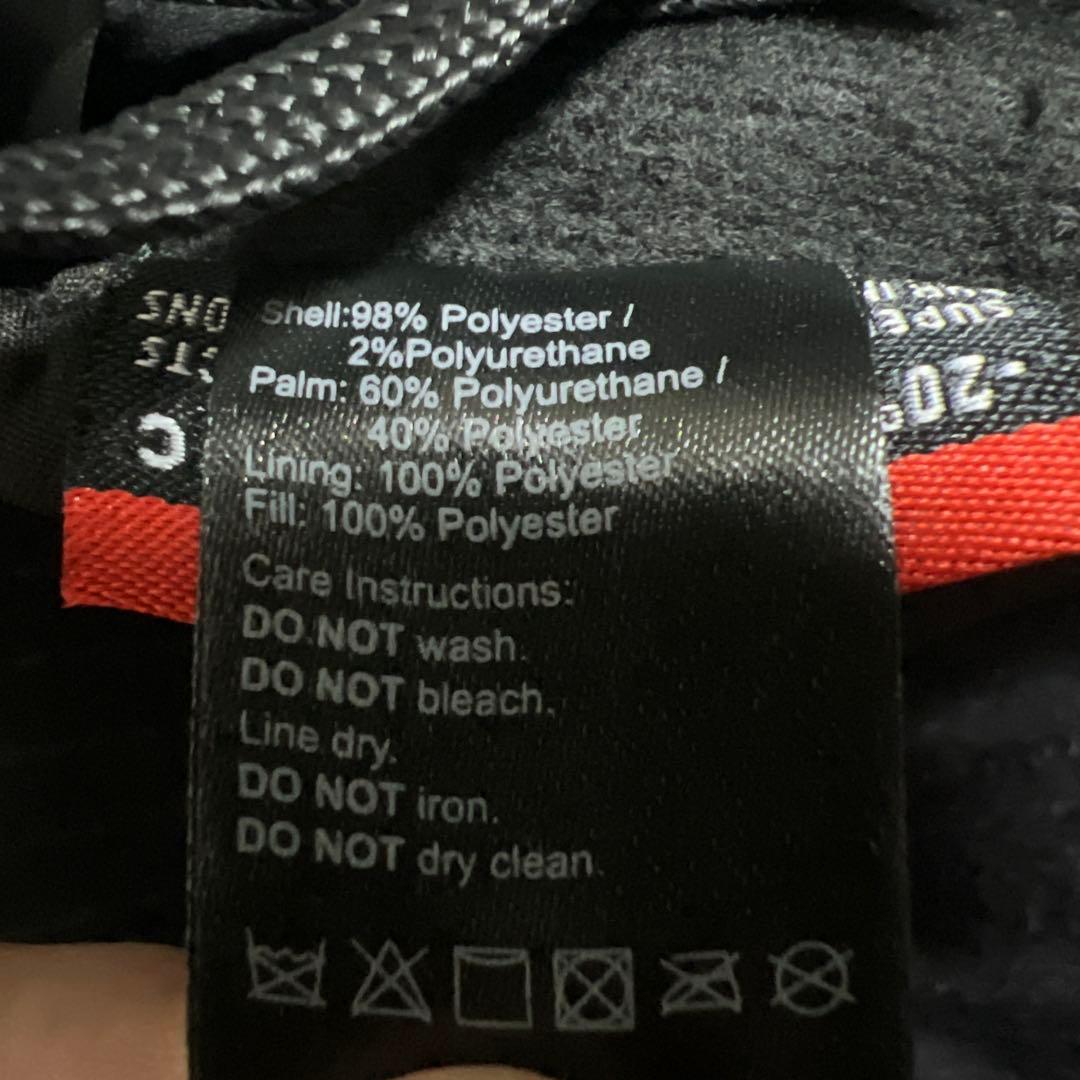 Shell:98% Polyester /
2%Polyurethane
Palm: 60% Polyurethane /
40% Polyester
Lining: 100% Polyester
Fill: 100% Polyester
Care Instructions:
DO NOT wash.
DO NOT bleach.
Line dry.
DO NOT iron.
DO NOT dry clean.
-20°
C